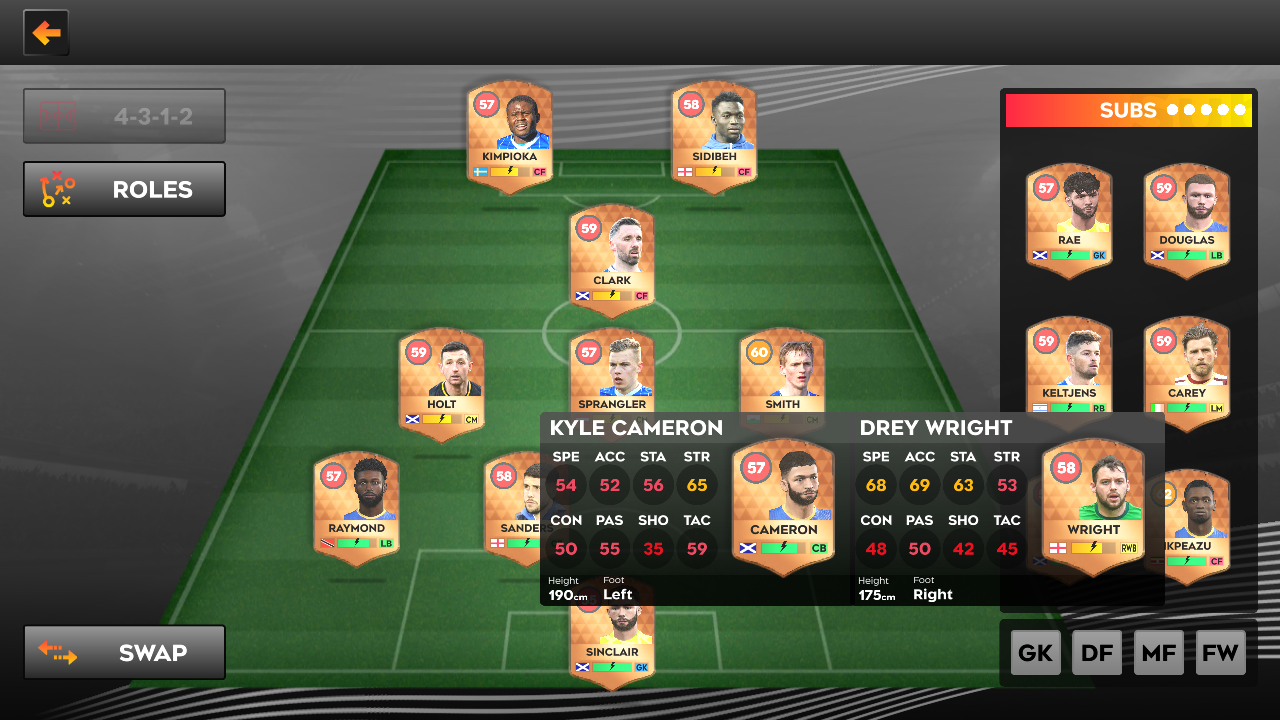 4-3-1-2
ROLES
SWAP
57
KIMPIOKA
CF
58
SIDIBEH
CF
59
CLARK
CF
59
HOLT
CM
57
SPRANGLER
60
SMITH
CM
57
RAYMOND
LB
58
SANDERS
SINCLAIR
GK
KYLE CAMERON
SPE ACC STA STR
54 52 56 65
CON PAS SHO TAC
50 55 35 59
Height Foot
190cm Left
57
CAMERON
CB
DREY WRIGHT
SPE ACC STA STR
68 69 63 53
CON PAS SHO TAC
48 50 42 45
Height Foot
175cm Right
58
WRIGHT
RWB
SUBS
57
RAE
GK
59
DOUGLAS
LB
59
KELTJENS
RB
59
CAREY
LM
2
IKPEAZU
CF
GK DF MF FW